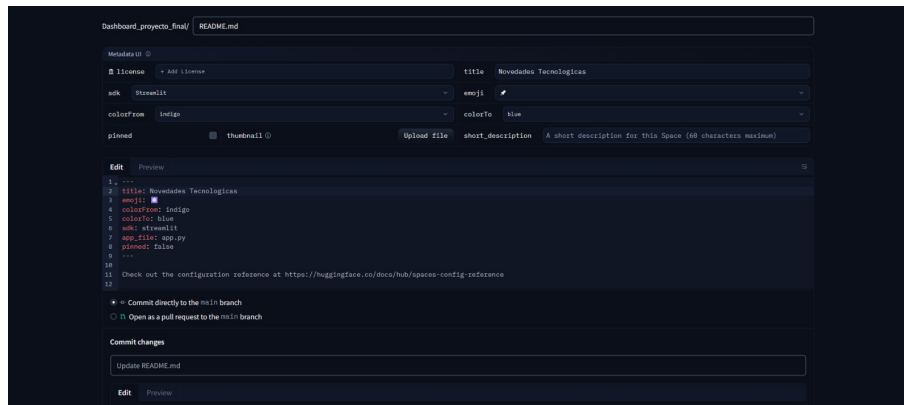 Dashboard_proyecto_final/ README.md
Metadata UI
license + Add License title Novedades Tecnologicas
sdk Streamlit emoji
colorFrom indigo colorTo blue
pinned thumbnail Upload file short_description A short description for this Space (60 characters maximum)
Edit Preview
1 ---
2 title: Novedades Tecnologicas
3 emoji:
4 colorFrom: indigo
5 colorTo: blue
6 sdk: streamlit
7 app_file: app.py
8 pinned: false
9 ---
10
11 Check out the configuration reference at https://huggingface.co/docs/hub/spaces-config-reference
12
Commit directly to the main branch
Open as a pull request to the main branch
Commit changes
Update README.md
Edit Preview